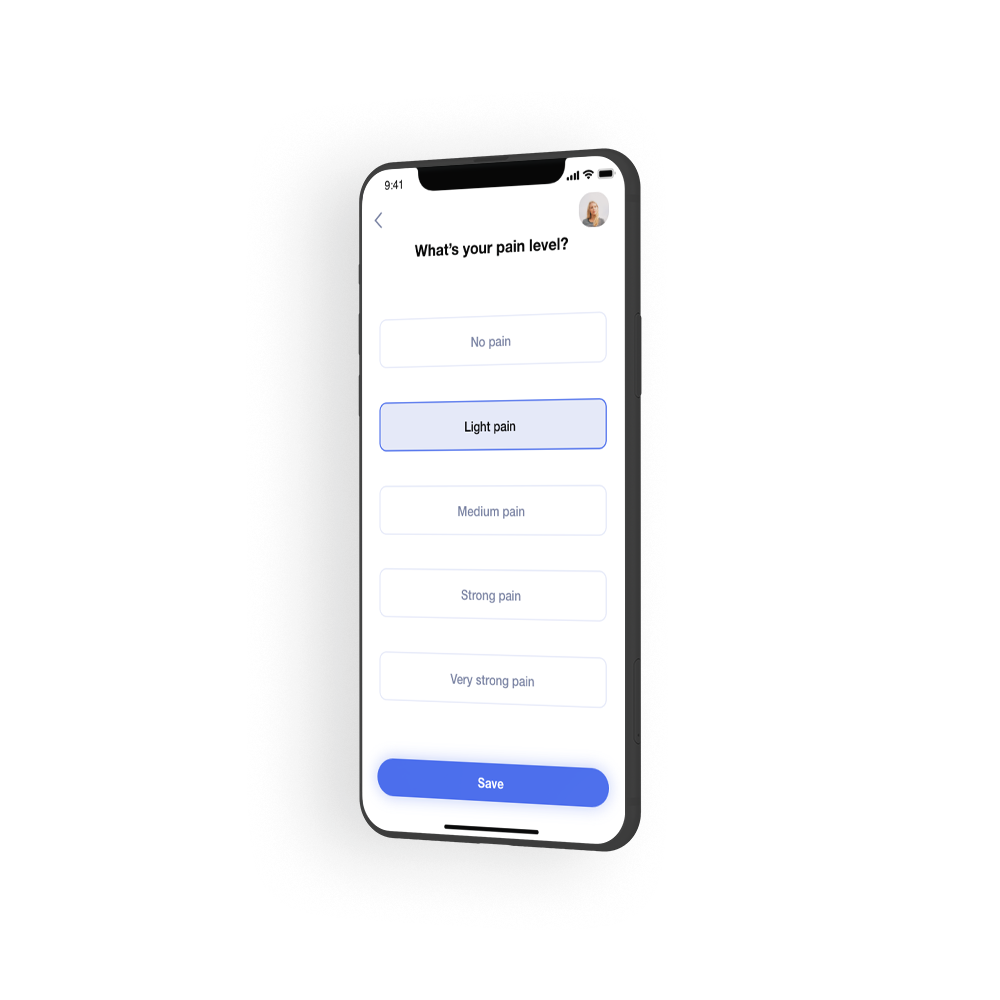 9:41
What’s your pain level?
No pain
Light pain
Medium pain
Strong pain
Very strong pain
Save